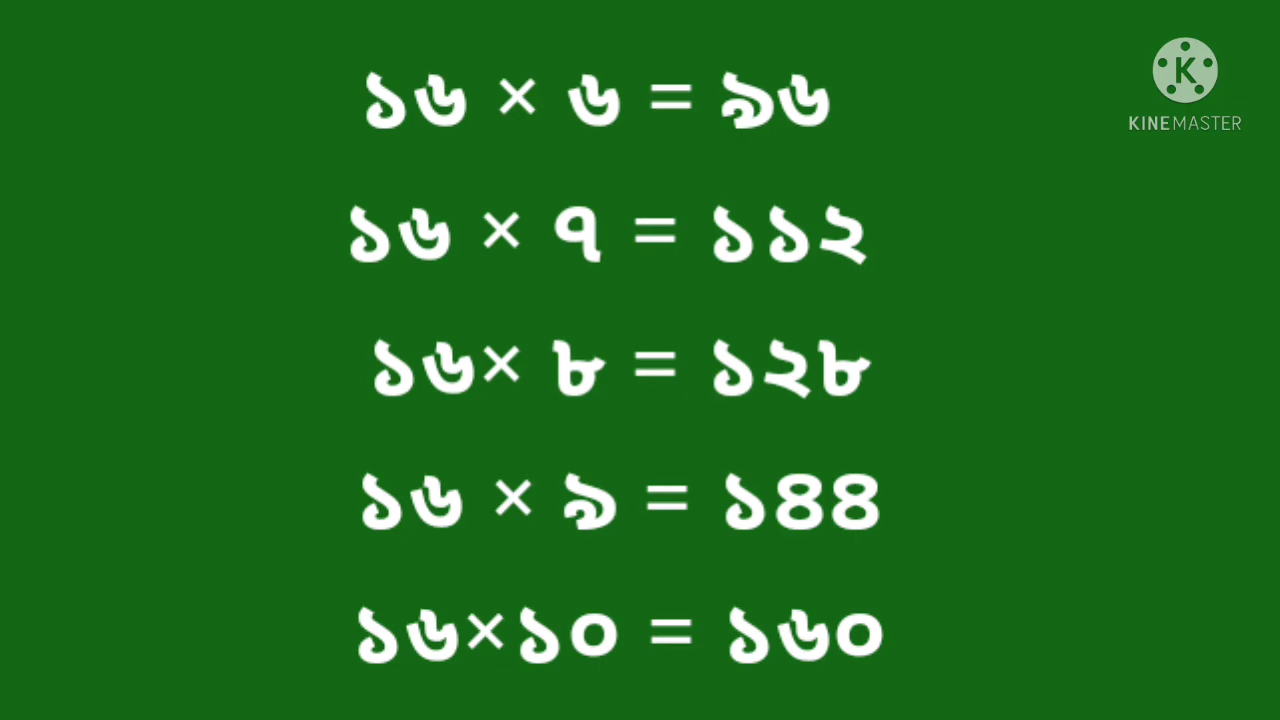 ১৬ × ৬ = ৯৬
K
KINEMASTER
১৬ × ৭ = ১১২
১৬× ৮ = ১২৮
১৬ × ৯ = ১৪৪
১৬×১০ = ১৬০